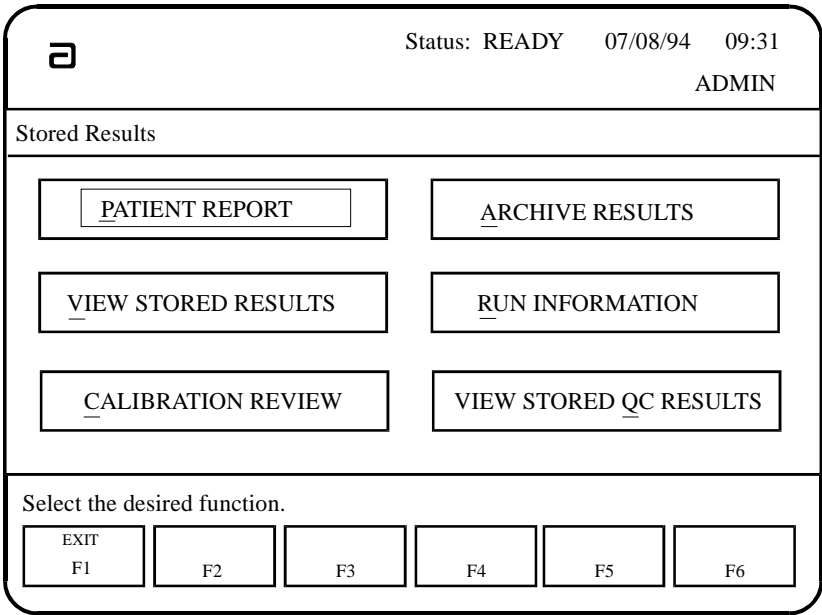 a
Status: READY 07/08/94 09:31
ADMIN
Stored Results
PATIENT REPORT
ARCHIVE RESULTS
VIEW STORED RESULTS
RUN INFORMATION
CALIBRATION REVIEW
VIEW STORED QC RESULTS
Select the desired function.
EXIT
F1 F2 F3 F4 F5 F6